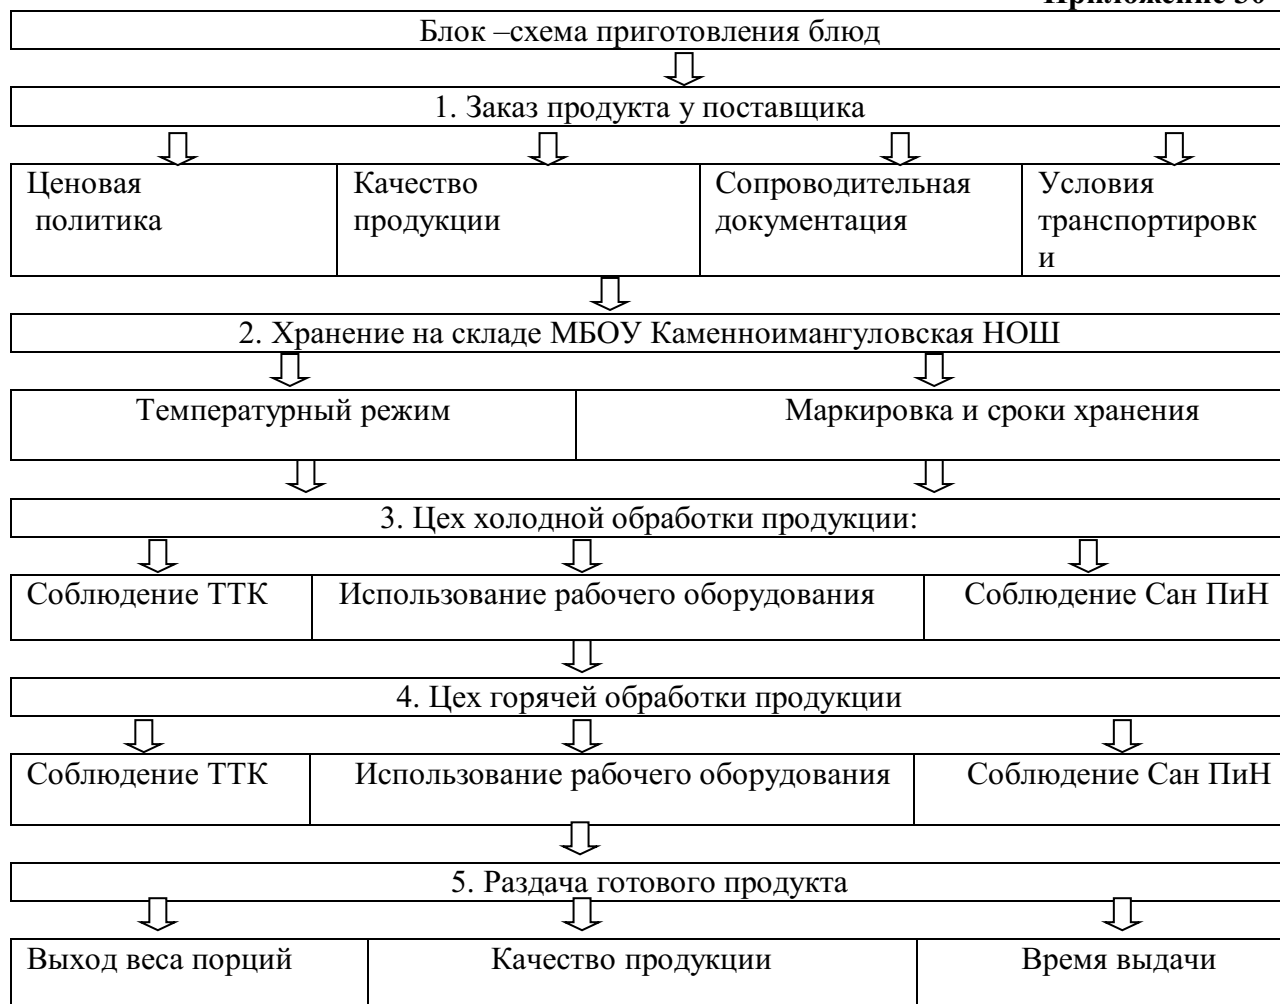 Приложение 30
Блок –схема приготовления блюд
1. Заказ продукта у поставщика
Ценовая
политика
Качество
продукции
Сопроводительная
документация
Условия
транспортировк
и
2. Хранение на складе МБОУ Каменноимангуловская НОШ
Температурный режим
Маркировка и сроки хранения
3. Цех холодной обработки продукции:
Соблюдение ТТК
Использование рабочего оборудования
Соблюдение Сан ПиН
4. Цех горячей обработки продукции
Соблюдение ТТК
Использование рабочего оборудования
Соблюдение Сан ПиН
5. Раздача готового продукта
Выход веса порций
Качество продукции
Время выдачи